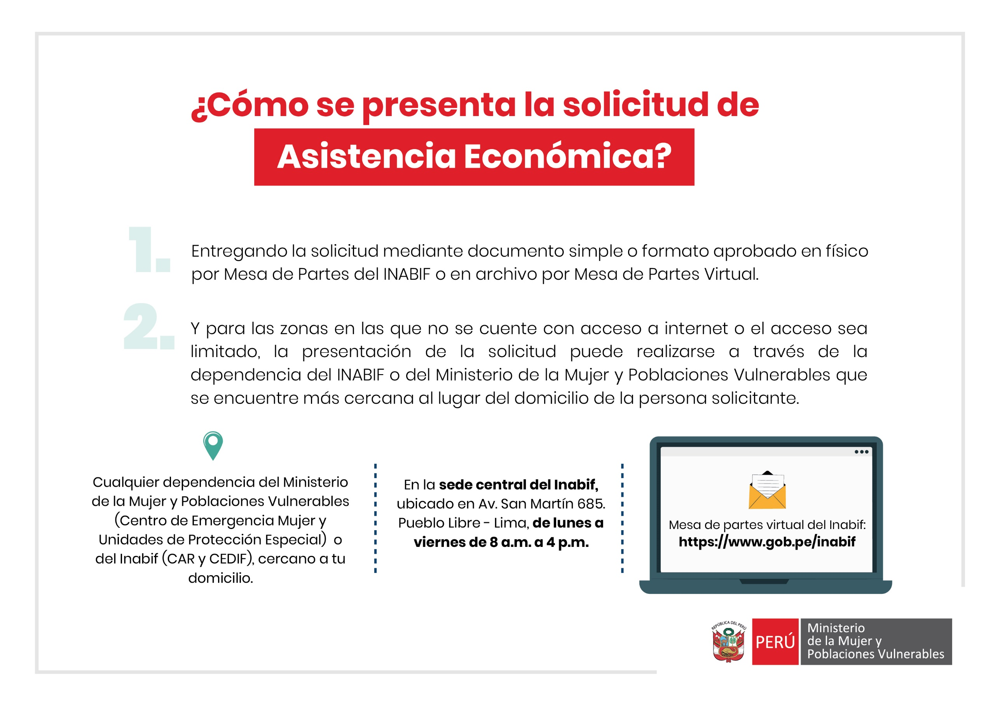 ¿Cómo se presenta la solicitud de
Asistencia Económica?
1.
Entregando la solicitud mediante documento simple o formato aprobado en físico
por Mesa de Partes del INABIF o en archivo por Mesa de Partes Virtual.
2.
Y para las zonas en las que no se cuente con acceso a internet o el acceso sea
limitado, la presentación de la solicitud puede realizarse a través de la
dependencia del INABIF o del Ministerio de la Mujer y Poblaciones Vulnerables que
se encuentre más cercana al lugar del domicilio de la persona solicitante.
Cualquier dependencia del Ministerio
de la Mujer y Poblaciones Vulnerables
(Centro de Emergencia Mujer y
Unidades de Protección Especial) o
del Inabif (CAR y CEDIF), cercano a tu
domicilio.
En la sede central del Inabif,
ubicado en Av. San Martín 685.
Pueblo Libre - Lima, de lunes a
viernes de 8 a.m. a 4 p.m.
Mesa de partes virtual del Inabif:
https://www.gob.pe/inabif
REPÚBLICA DEL PERÚ
PERÚ
Ministerio
de la Mujer y
Poblaciones Vulnerables